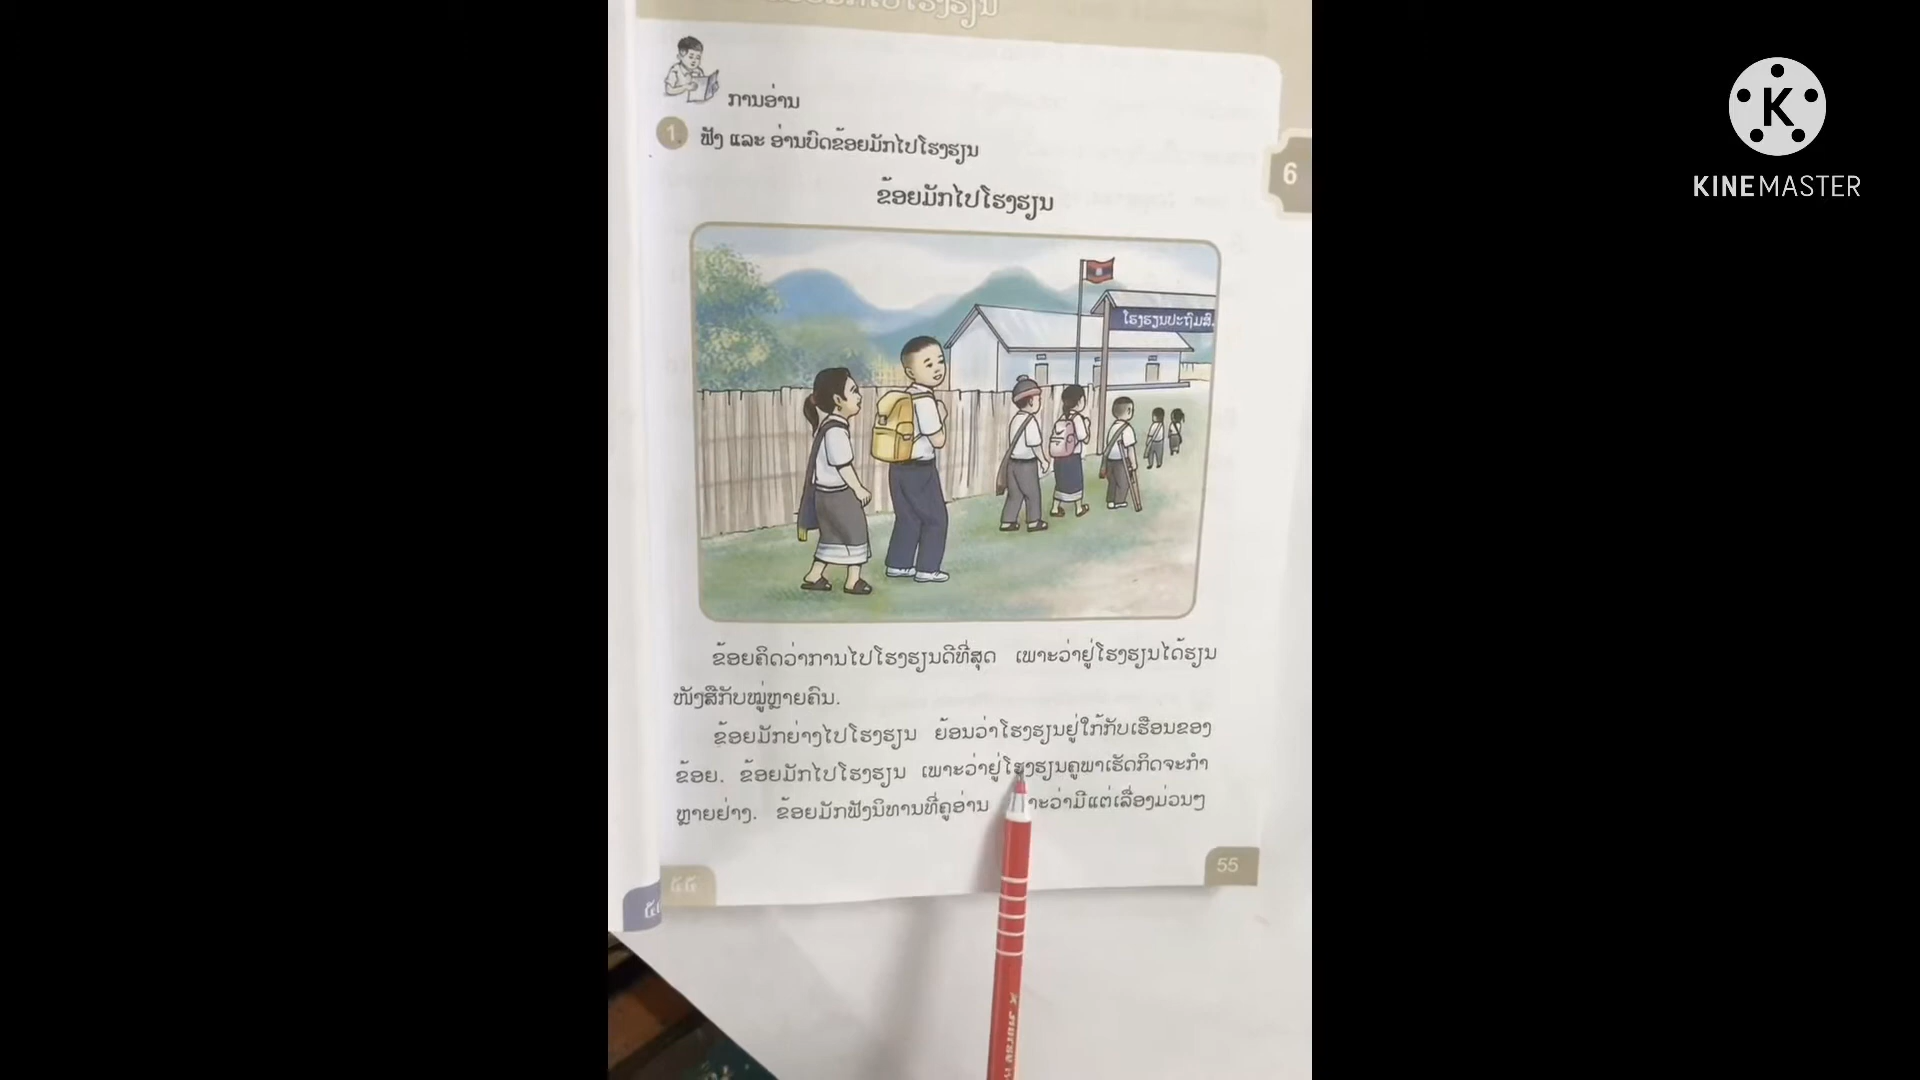 KINEMASTER
ການອ່ານ
6
1. ຟັງ ແລະ ອ່ານບົດຂ້ອຍມັກໄປໂຮງຮຽນ
ຂ້ອຍມັກໄປໂຮງຮຽນ
ໂຮງຮຽນປະຖົມສົ.
ຂ້ອຍຄິດວ່າການໄປໂຮງຮຽນດີທີ່ສຸດ ເພາະວ່າຢູ່ໂຮງຮຽນໄດ້ຮຽນ
ໜັງສືກັບໝູ່ຫຼາຍຄົນ.
ຂ້ອຍມັກຍ່າງໄປໂຮງຮຽນ ຍ້ອນວ່າໂຮງຮຽນຢູ່ໃກ້ກັບເຮືອນຂອງ
ຂ້ອຍ. ຂ້ອຍມັກໄປໂຮງຮຽນ ເພາະວ່າຢູ່ໂຮງຮຽນຄູພາເຮັດກິດຈະກຳ
ຫຼາຍຢ່າງ. ຂ້ອຍມັກຟັງນິທານທີ່ຄູອ່ານ າະວ່າມີແຕ່ເລື່ອງມ່ວນໆ
55